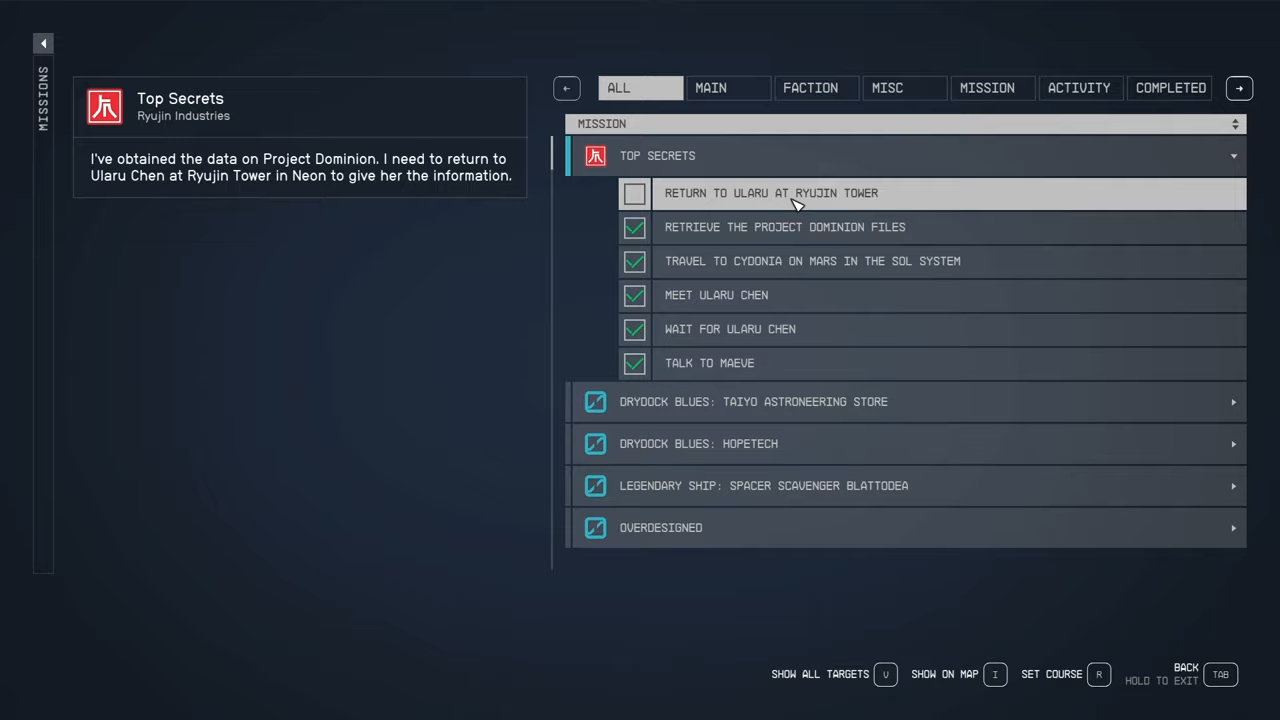 MISSIONS
Top Secrets
Ryujin Industries
I've obtained the data on Project Dominion. I need to return to
Ularu Chen at Ryujin Tower in Neon to give her the information.
ALL MAIN FACTION MISC MISSION ACTIVITY COMPLETED
MISSION
TOP SECRETS
RETURN TO ULARU AT RYUJIN TOWER
RETRIEVE THE PROJECT DOMINION FILES
TRAVEL TO CYDONIA ON MARS IN THE SOL SYSTEM
MEET ULARU CHEN
WAIT FOR ULARU CHEN
TALK TO MAEVE
DRYDOCK BLUES: TAIYO ASTRONEERING STORE
DRYDOCK BLUES: HOPETECH
LEGENDARY SHIP: SPACER SCAVENGER BLATTODEA
OVERDESIGNED
SHOW ALL TARGETS V SHOW ON MAP I SET COURSE R BACK TAB
HOLD TO EXIT